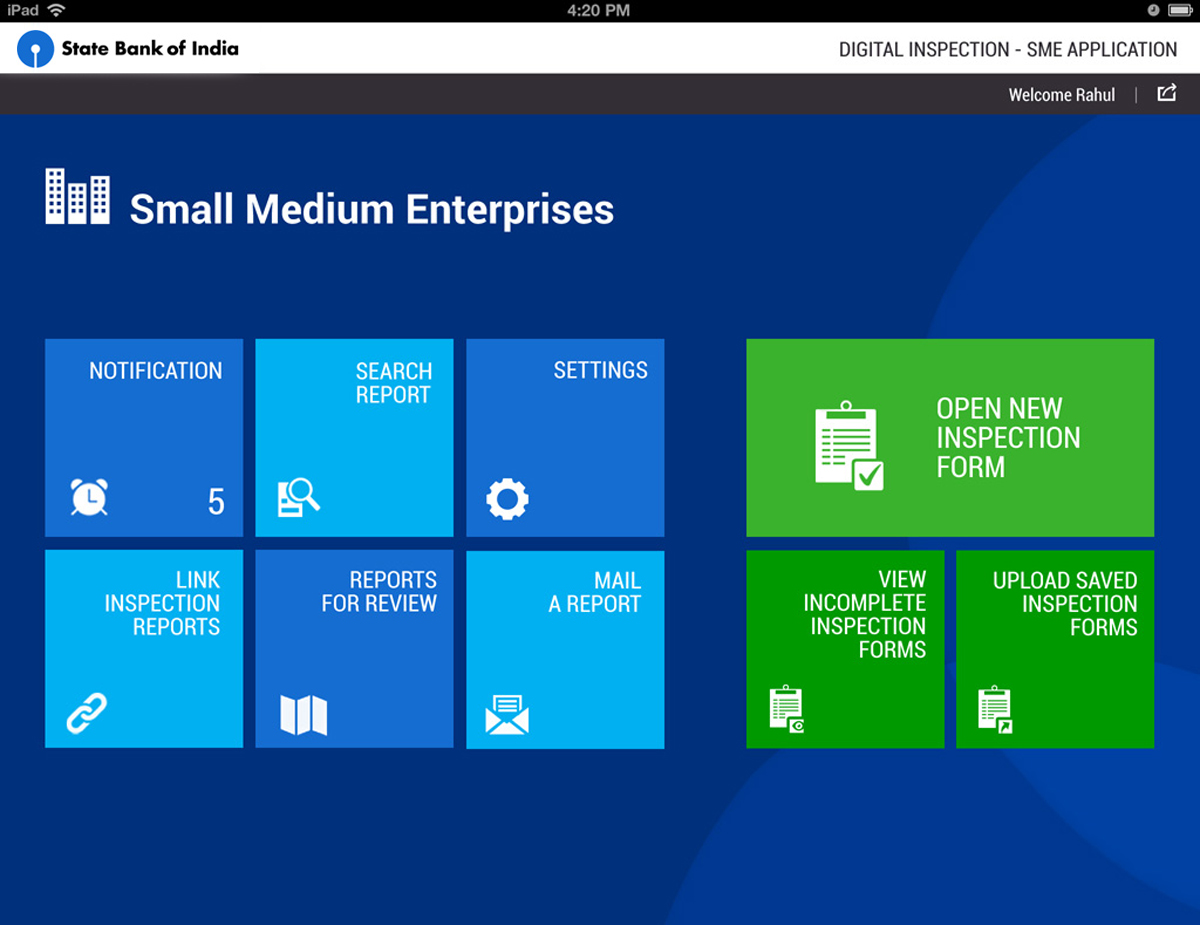 iPad
4:20 PM
State Bank of India
DIGITAL INSPECTION - SME APPLICATION
Welcome Rahul |
Small Medium Enterprises
NOTIFICATION
5
SEARCH
REPORT
SETTINGS
OPEN NEW
INSPECTION
FORM
LINK
INSPECTION
REPORTS
REPORTS
FOR REVIEW
MAIL
A REPORT
VIEW
INCOMPLETE
INSPECTION
FORMS
UPLOAD SAVED
INSPECTION
FORMS